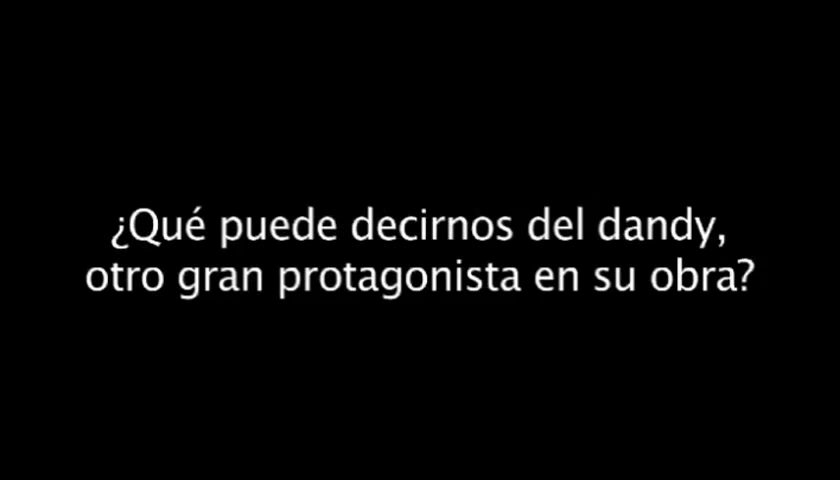 ¿Qué puede decirnos del dandy,
otro gran protagonista en su obra?